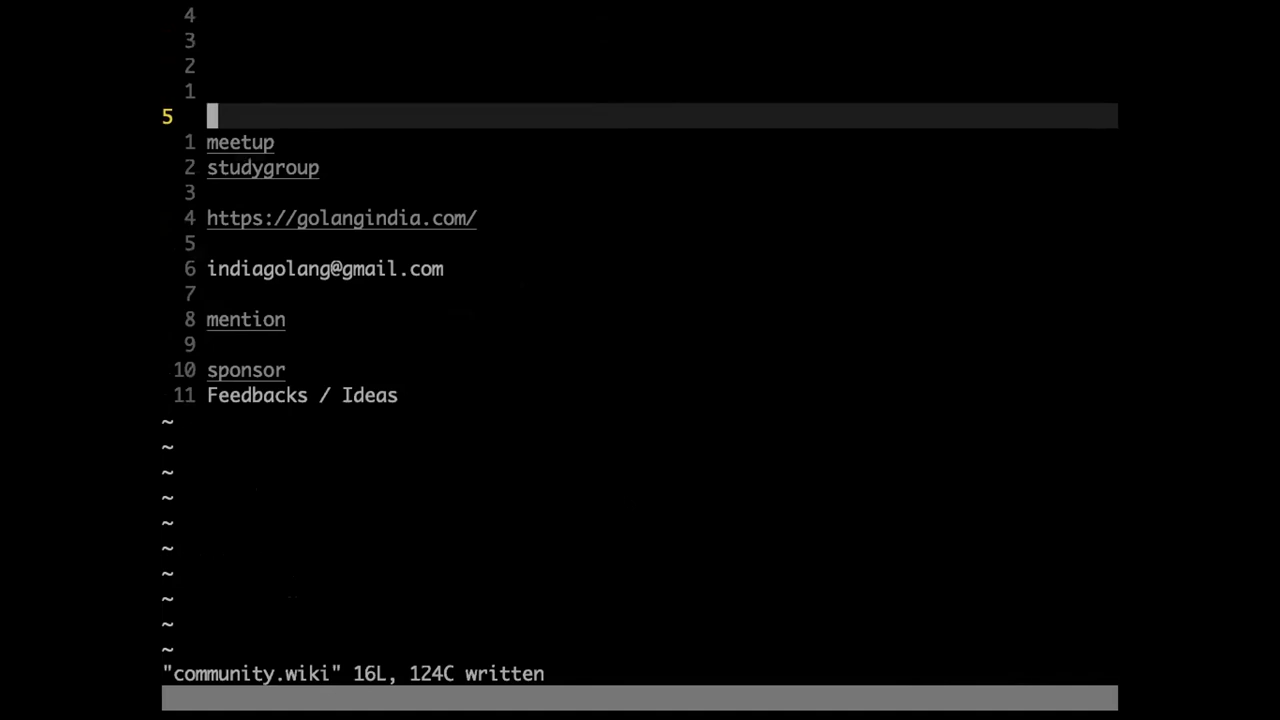 4
3
2
1
5
1 meetup
2 studygroup
3
4 https://golangindia.com/
5
6 indiagolang@gmail.com
7
8 mention
9
10 sponsor
11 Feedbacks / Ideas
~
~
~
~
~
~
~
~
~
~
"community.wiki" 16L, 124C written